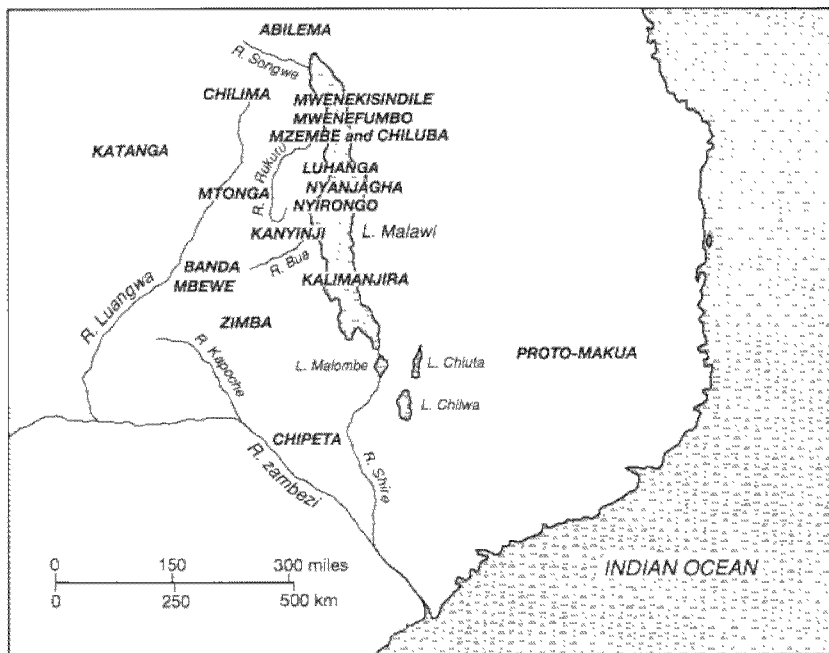 ABILEMA
R. Songwe
CHILIMA
MWENEKISINDILE
MWENEFUMBO
MZEMBE and CHILUBA
KATANGA
R. Rukuru
LUHANGA
MTONGA
NYANJAGHA
NYIRONGO
KANYINJI
L. Malawi
BANDA
R. Bua
MBEWE
KALIMANJIRA
R. Luangwa
ZIMBA
R. Kapoche
L. Malombe
L. Chiuta
PROTO-MAKUA
L. Chilwa
CHIPETA
R. zambezi
R. Shire
0 150 300 miles
0 250 500 km
INDIAN OCEAN